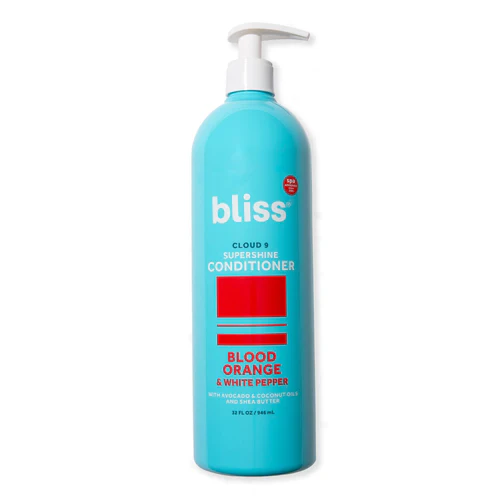 spa
bliss
CLOUD 9
SUPERSHINE
CONDITIONER
BLOOD
ORANGE
& WHITE PEPPER
WITH AVOCADO & COCONUT OILS
AND SHEA BUTTER
32 FL OZ / 946 mL